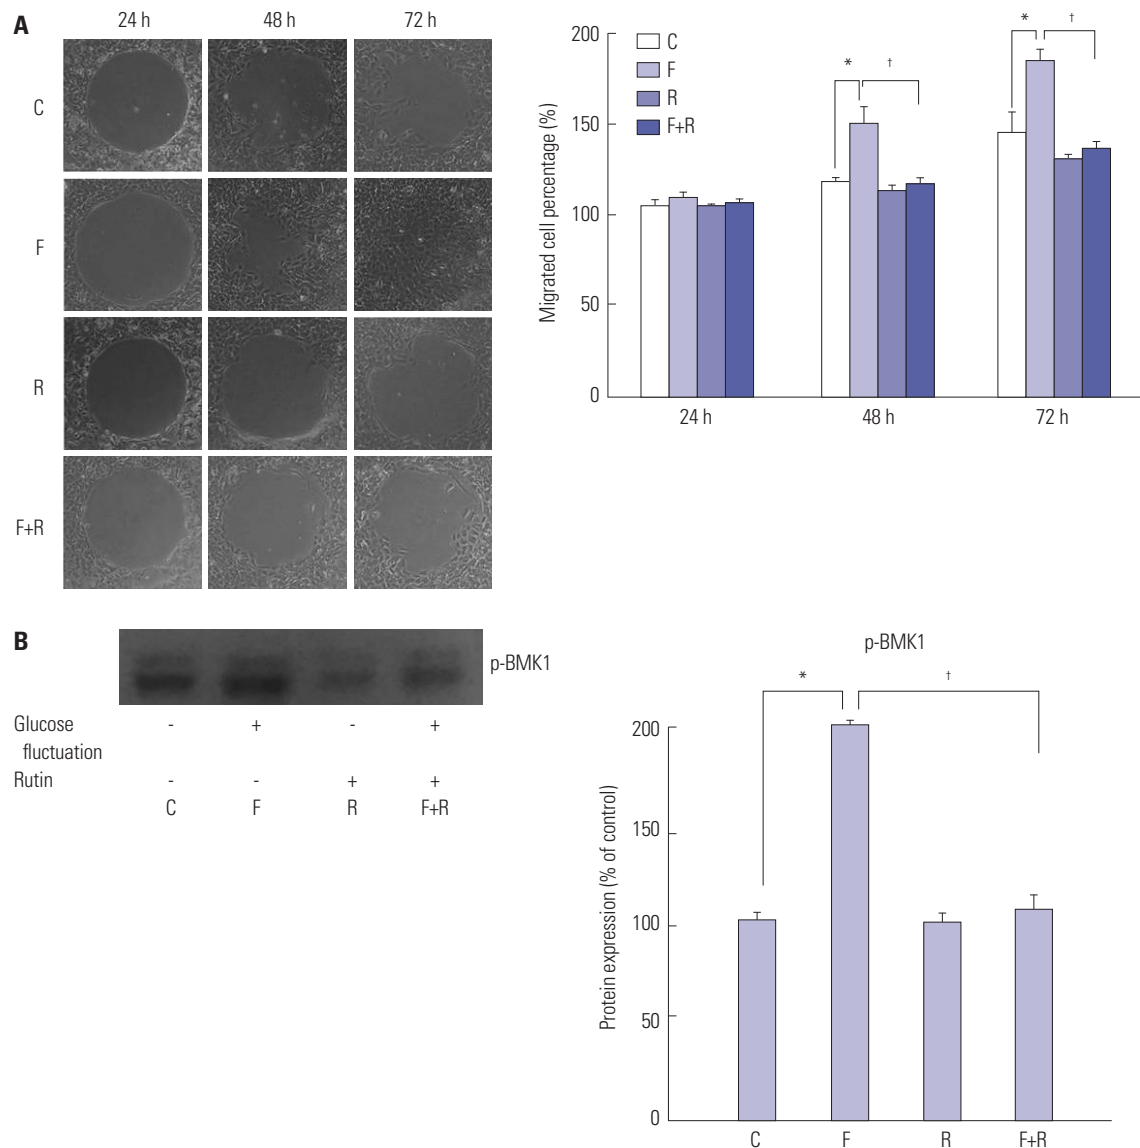 A
24 h 48 h 72 h
C
F
R
F+R
Migrated cell percentage (%)
200
150
100
50
0
C
F
R
F+R
* †
* †
24 h 48 h 72 h
B
p-BMK1
Glucose fluctuation - + - +
Rutin - - + +
C F R F+R
p-BMK1
Protein expression (% of control)
200
150
100
50
0
* †
C F R F+R